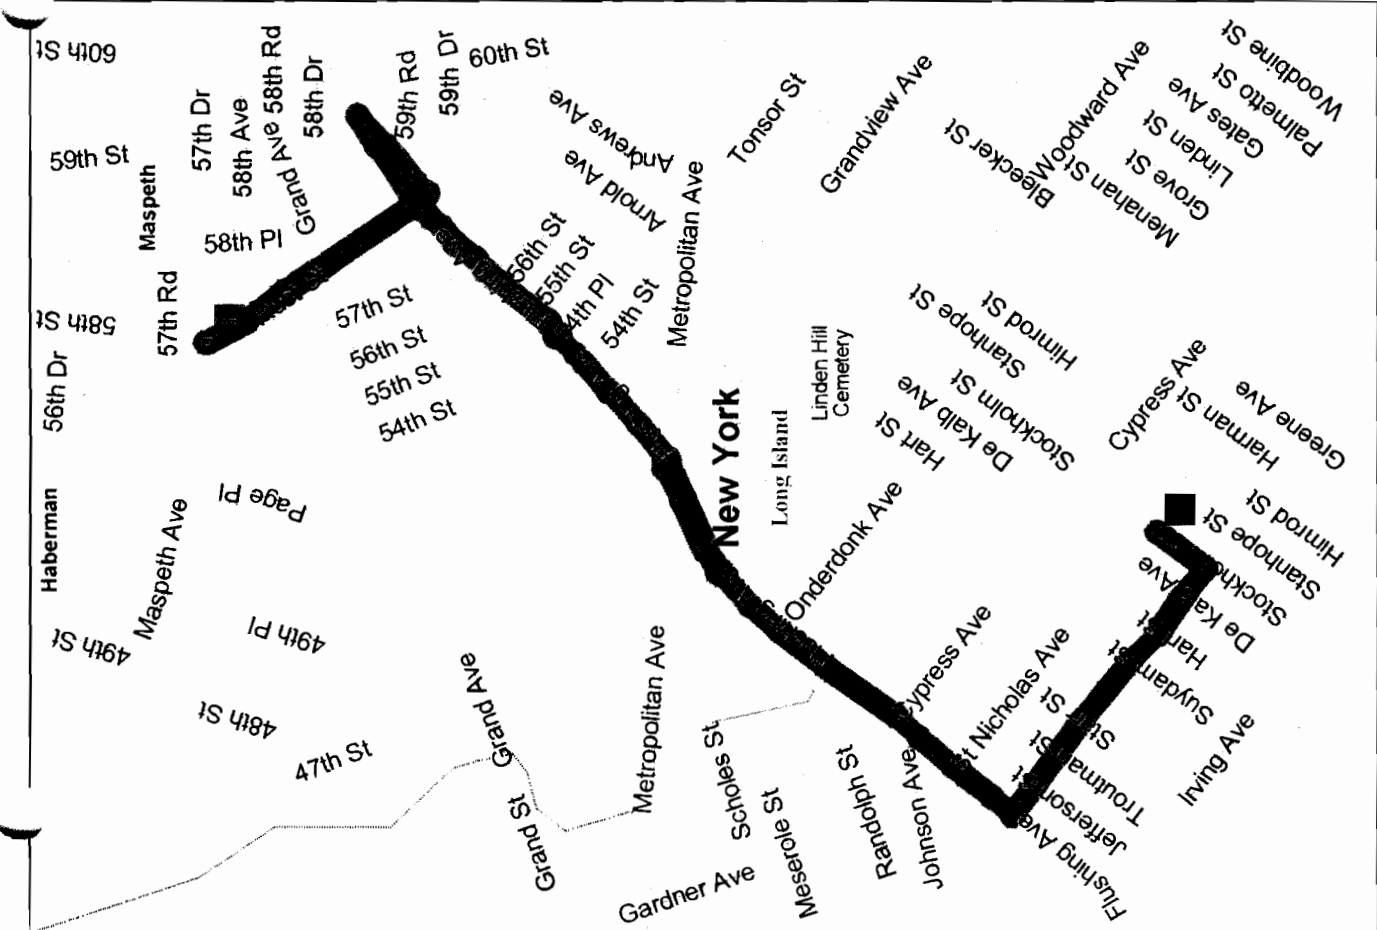 60th St
59th St
Maspeth
57th Dr
58th Ave
58th Rd
Grand Ave
58th Dr
59th Rd
59th Dr
60th St
58th Pl
57th Rd
58th St
56th Dr
57th St
56th St
55th St
54th St
Andrews Ave
Arnold Ave
56th St
55th St
54th St
Metropolitan Ave
Tonsor St
Grandview Ave
Bleecker St
Woodward Ave
Menahan St
Grove St
Linden St
Gates Ave
Palmetto St
Woodbine St
Himrod St
Stanhope St
Stockholm St
De Kalb Ave
Hart St
Linden Hill
Cemetery
New York
Long Island
Cypress Ave
Harman St
Greene Ave
Himrod St
Stanhope St
Haberman
Page Pl
Maspeth Ave
49th St
49th Pl
48th St
47th St
Grand Ave
Grand St
Metropolitan Ave
Onderdonk Ave
Cypress Ave
Nicholas Ave
De
Ave
Suydam St
Troutman St
Jefferson St
Flushing Ave
Irving Ave
Scholes St
Meserole St
Randolph St
Johnson Ave
Gardner Ave